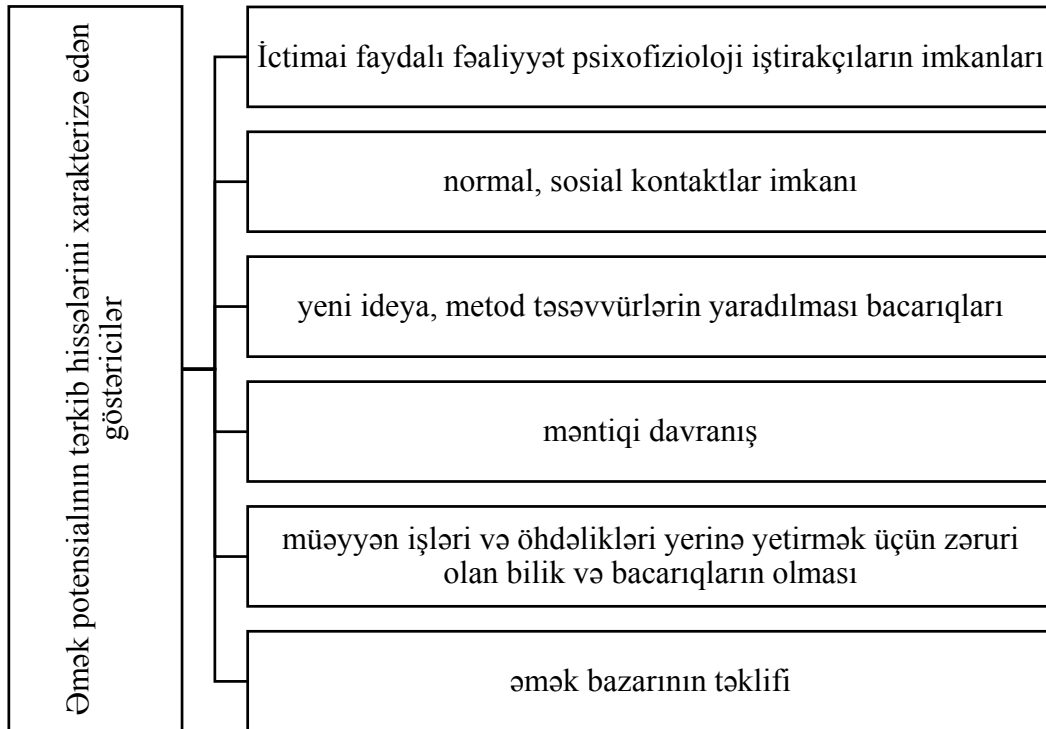 Əmək potensialının tərkib hissələrini xarakterizə edən
göstəricilər
İctimai faydalı fəaliyyət psixofizioloji iştirakçıların imkanları
normal, sosial kontaktlar imkanı
yeni ideya, metod təsəvvürlərin yaradılması bacarıqları
məntiqi davranış
müəyyən işləri və öhdəlikləri yerinə yetirmək üçün zəruri
olan bilik və bacarıqların olması
əmək bazarının təklifi